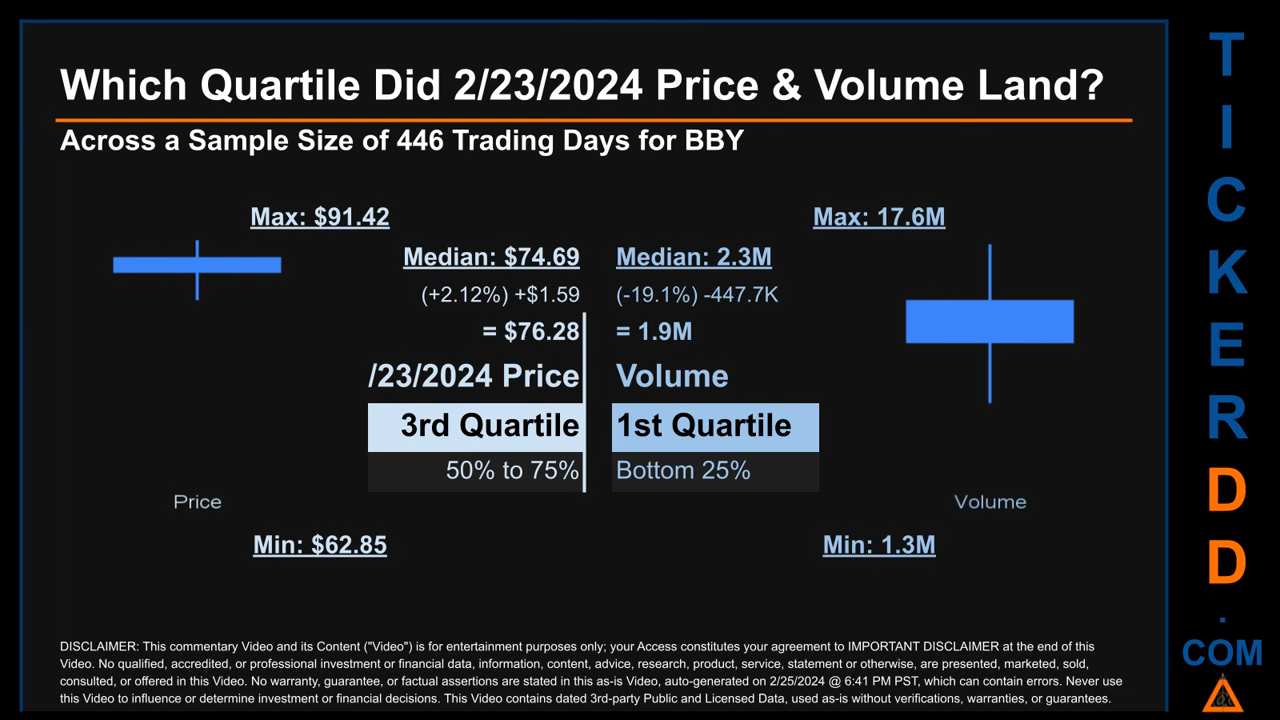 Which Quartile Did 2/23/2024 Price & Volume Land?
Across a Sample Size of 446 Trading Days for BBY
Max: $91.42
Median: $74.69
(+2.12%) +$1.59
= $76.28
/23/2024 Price
3rd Quartile
50% to 75%
Price
Min: $62.85
Max: 17.6M
Median: 2.3M
(-19.1%) -447.7K
= 1.9M
Volume
1st Quartile
Bottom 25%
Volume
Min: 1.3M
DISCLAIMER: This commentary Video and its Content ("Video") is for entertainment purposes only; your Access constitutes your agreement to IMPORTANT DISCLAIMER at the end of this
Video. No qualified, accredited, or professional investment or financial data, information, content, advice, research, product, service, statement or otherwise, are presented, marketed, sold,
consulted, or offered in this Video. No warranty, guarantee, or factual assertions are stated in this as-is Video, auto-generated on 2/25/2024 @ 6:41 PM PST, which can contain errors. Never use
this Video to influence or determine investment or financial decisions. This Video contains dated 3rd-party Public and Licensed Data, used as-is without verifications, warranties, or guarantees.
T
I
C
K
E
R
D
D
.
COM